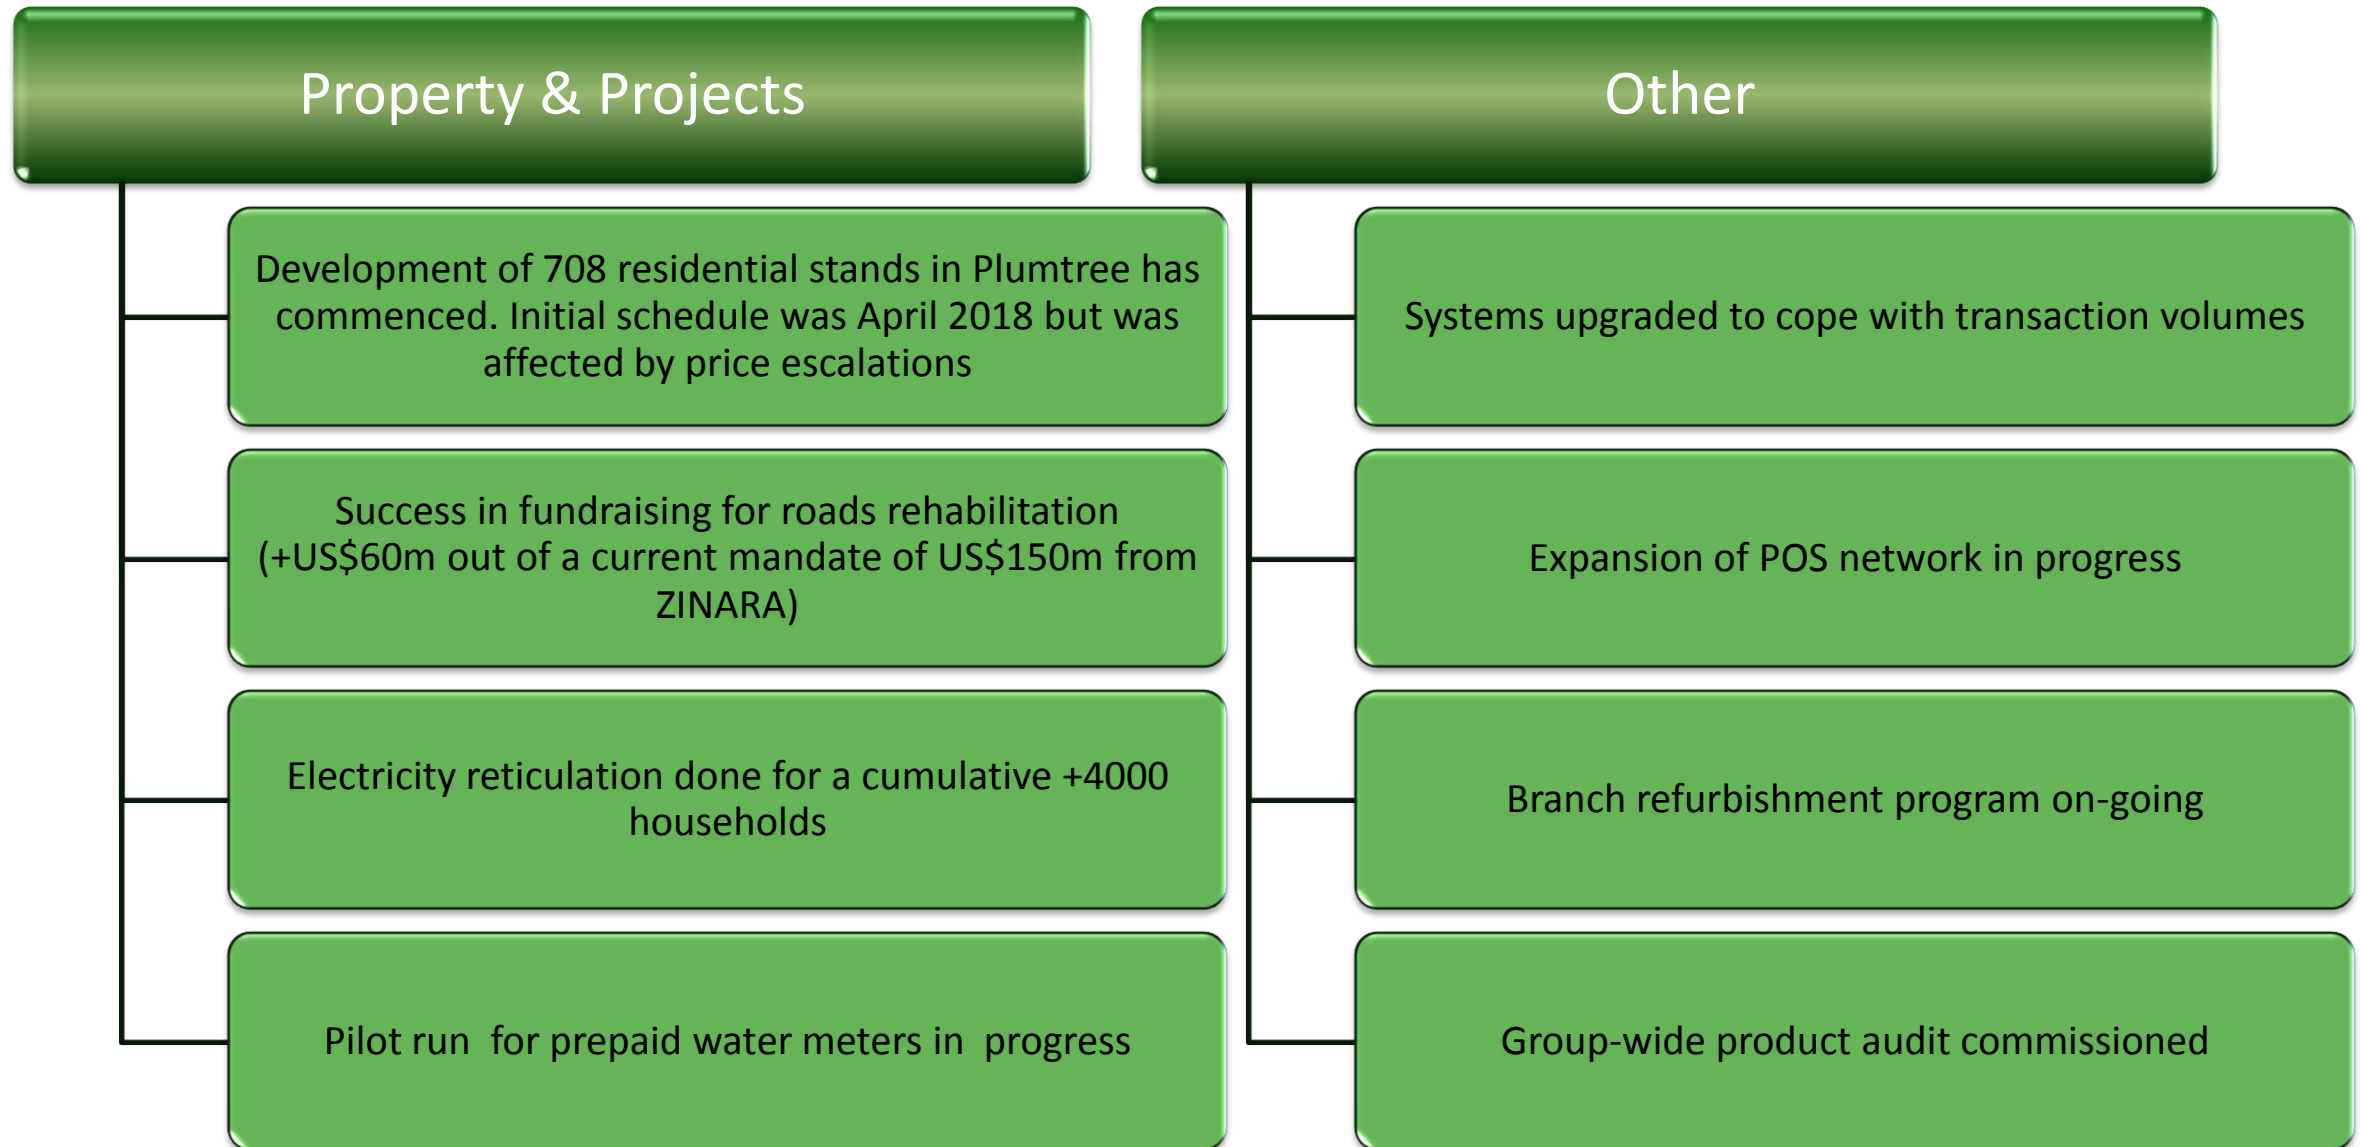 Property & Projects
Development of 708 residential stands in Plumtree has
commenced. Initial schedule was April 2018 but was
affected by price escalations
Success in fundraising for roads rehabilitation
(+US$60m out of a current mandate of US$150m from
ZINARA)
Electricity reticulation done for a cumulative +4000
households
Pilot run  for prepaid water meters in  progress
Other
Systems upgraded to cope with transaction volumes
Expansion of POS network in progress
Branch refurbishment program on-going
Group-wide product audit commissioned